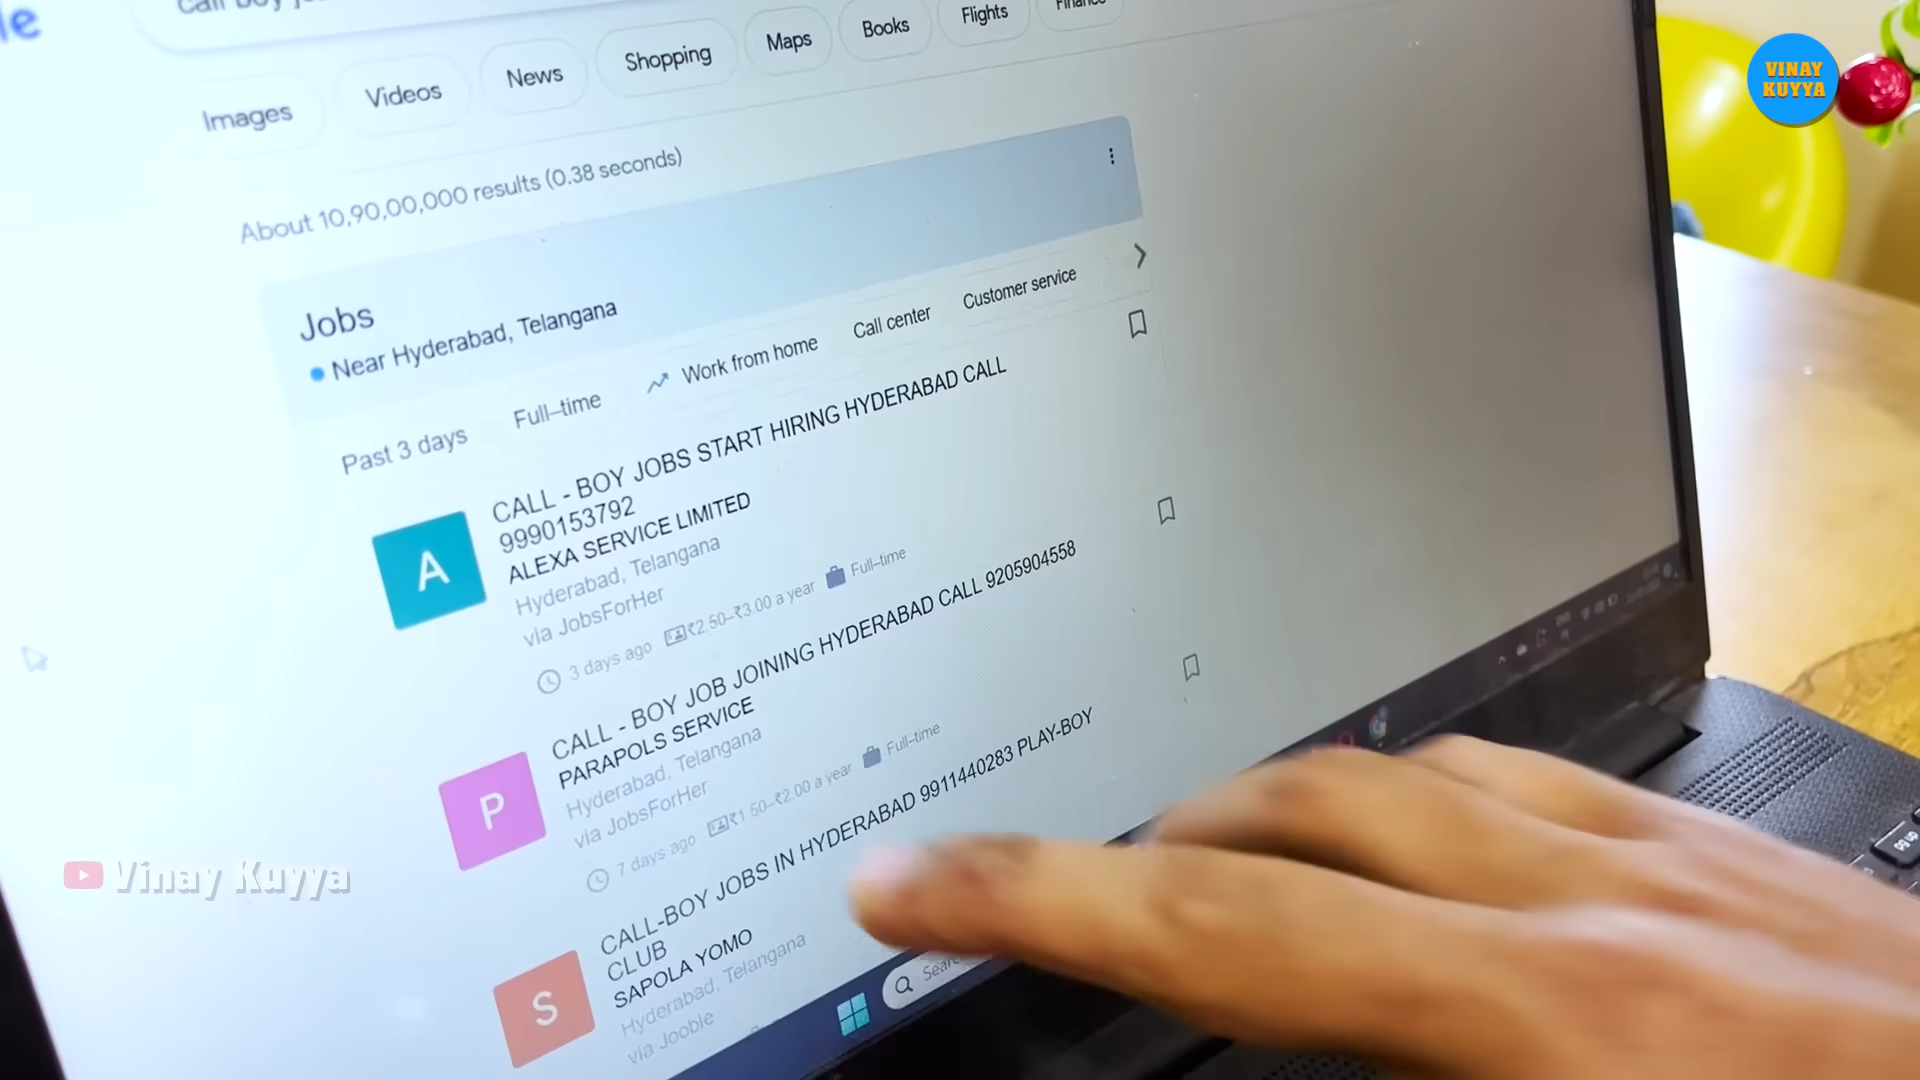 le
call boy
Images
Videos
News
Shopping
Maps
Books
Flights
Finance
About 10,90,00,000 results (0.38 seconds)
VINAY
KUYYA
Jobs
Near Hyderabad, Telangana
Past 3 days
Full-time
Work from home
Call center
Customer service
CALL - BOY JOBS START HIRING HYDERABAD CALL
9990153792
ALEXA SERVICE LIMITED
Hyderabad, Telangana
via JobsForHer
3 days ago
₹2.50–₹3.00 a year
Full-time
A
CALL - BOY JOB JOINING HYDERABAD CALL 9205904558
PARAPOLS SERVICE
Hyderabad, Telangana
via JobsForHer
7 days ago
₹1.50–₹2.00 a year
Full-time
P
CALL-BOY JOBS IN HYDERABAD 9911440283 PLAY-BOY
CLUB
SAPOLA YOMO
Hyderabad, Telangana
via Jooble
S
Vinay Kuyya